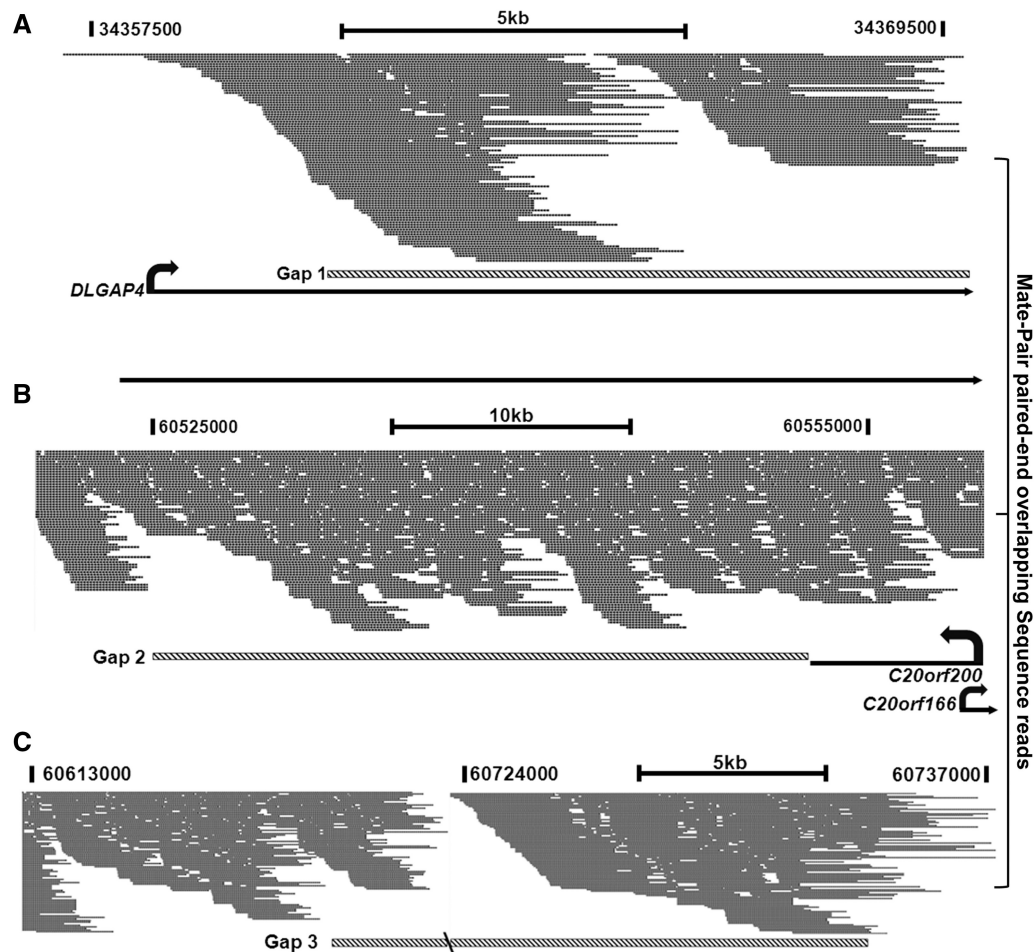 A
34357500
5kb
34369500
Gap 1
DLGAP4
B
60525000
10kb
60555000
Gap 2
C20orf200
C20orf166
C
60613000
60724000
5kb
60737000
Gap 3
Mate-Pair paired-end overlapping Sequence reads